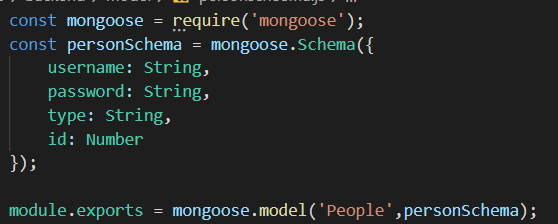 const mongoose = require('mongoose');
const personSchema = mongoose.Schema({
    username: String,
    password: String,
    type: String,
    id: Number
});
module.exports = mongoose.model('People',personSchema);